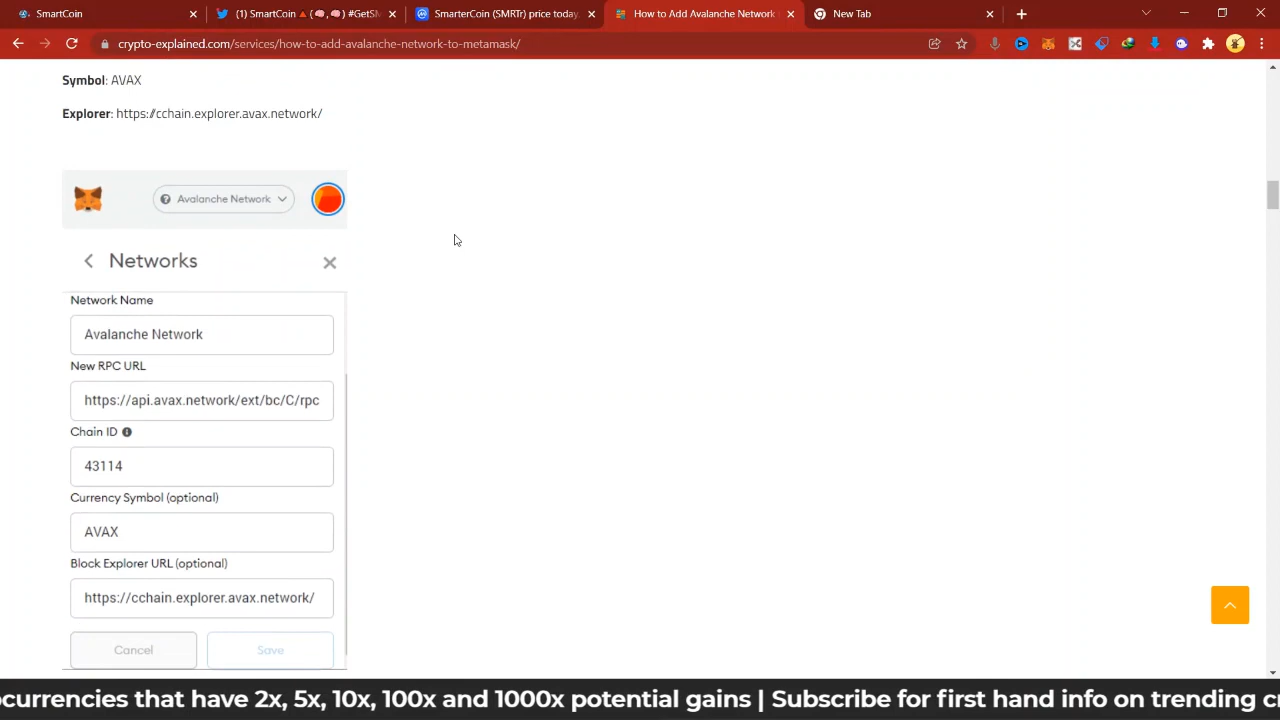 SmartCoin
(1) SmartCoin🔺(🧠,🧠) #GetSM
SmarterCoin (SMRTr) price today,
How to Add Avalanche Network
New Tab
crypto-explained.com/services/how-to-add-avalanche-network-to-metamask/
Symbol: AVAX
Explorer: https://cchain.explorer.avax.network/
Avalanche Network
Networks
Network Name
Avalanche Network
New RPC URL
https://api.avax.network/ext/bc/C/rpc
Chain ID
43114
Currency Symbol (optional)
AVAX
Block Explorer URL (optional)
https://cchain.explorer.avax.network/
Cancel
Save
ocurrencies that have 2x, 5x, 10x, 100x and 1000x potential gains | Subscribe for first hand info on trending c